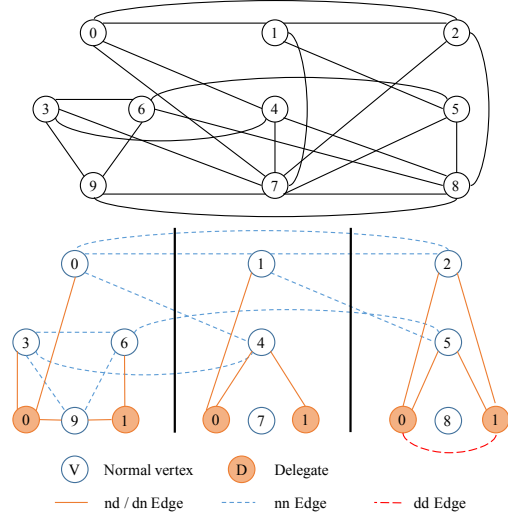 0 1 2
3 6 4 5
9 7 8
0 1 2
3 6 4 5
0 9 1 0 7 1 0 8 1
V Normal vertex D Delegate
nd / dn Edge nn Edge dd Edge